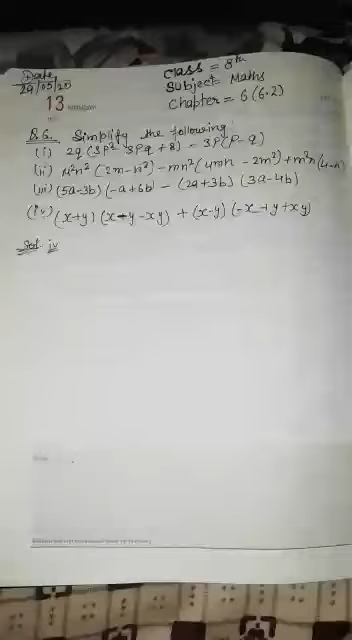 Date
29/05/20
Class = 8th
Subject = Maths
Chapter = 6 (6.2)
13
Q.6. Simplify the following:
(i) 2q (3p² 3pq + 8) - 3p(p - q)
(ii) m²n² (2m - n²) - mn² (4mn - 2m²) + m²n (4-n)
(iii) (5a-3b) (-a+6b) - (2a+3b) (3a-4b)
(iv) (x+y) (x+y-xy) + (x-y) (-x+y+xy)
Sol. iv